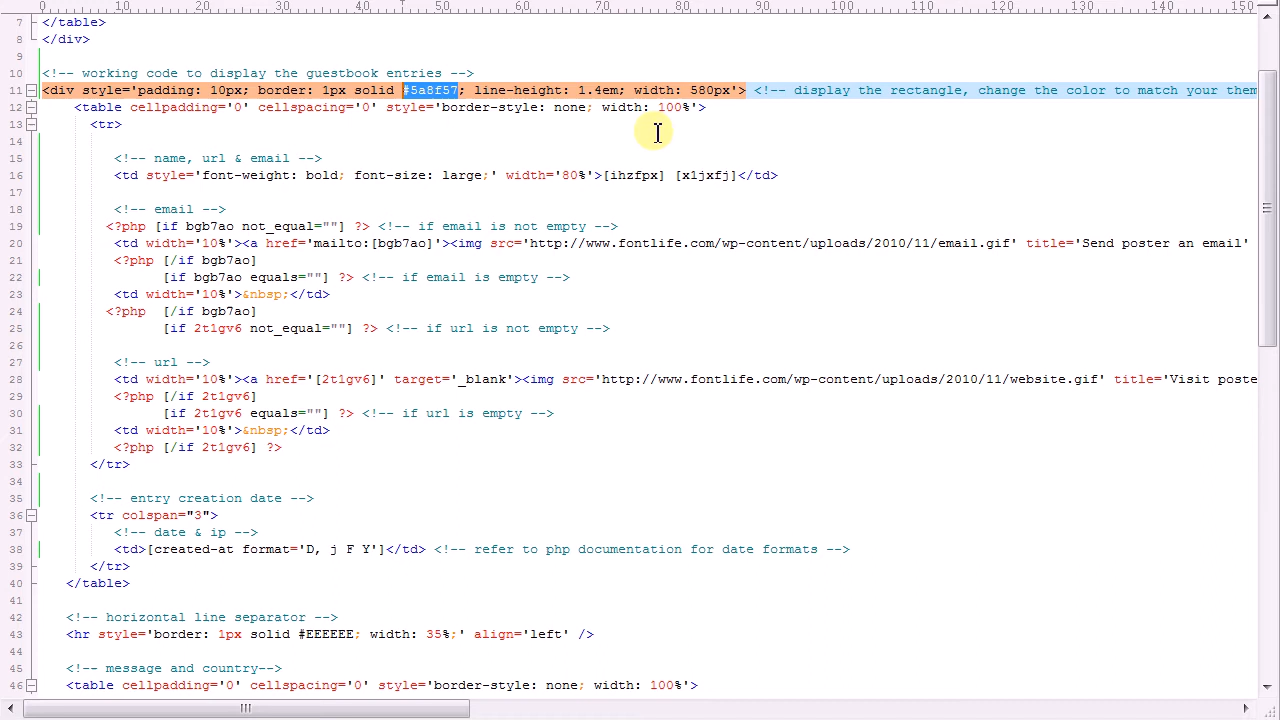 0 10 20 30 40 50 60 70 80 90 100 110 120 130 140 150
7 </table>
8 </div>
9
10 <!-- working code to display the guestbook entries -->
11 <div style='padding: 10px; border: 1px solid #5a8f57; line-height: 1.4em; width: 580px'> <!-- display the rectangle, change the color to match your them
12 <table cellpadding='0' cellspacing='0' style='border-style: none; width: 100%'>
13 <tr>
14
15 <!-- name, url & email -->
16 <td style='font-weight: bold; font-size: large;' width='80%'>[ihzfpx] [x1jxfj]</td>
17
18 <!-- email -->
19 <?php [if bgb7ao not_equal=""] ?> <!-- if email is not empty -->
20 <td width='10%'><a href='mailto:[bgb7ao]'><img src='http://www.fontlife.com/wp-content/uploads/2010/11/email.gif' title='Send poster an email'
21 <?php [/if bgb7ao]
22 [if bgb7ao equals=""] ?> <!-- if email is empty -->
23 <td width='10%'>&nbsp;</td>
24 <?php [/if bgb7ao]
25 [if 2t1gv6 not_equal=""] ?> <!-- if url is not empty -->
26
27 <!-- url -->
28 <td width='10%'><a href='[2t1gv6]' target='_blank'><img src='http://www.fontlife.com/wp-content/uploads/2010/11/website.gif' title='Visit poste
29 <?php [/if 2t1gv6]
30 [if 2t1gv6 equals=""] ?> <!-- if url is empty -->
31 <td width='10%'>&nbsp;</td>
32 <?php [/if 2t1gv6] ?>
33 </tr>
34
35 <!-- entry creation date -->
36 <tr colspan="3">
37 <!-- date & ip -->
38 <td>[created-at format='D, j F Y']</td> <!-- refer to php documentation for date formats -->
39 </tr>
40 </table>
41
42 <!-- horizontal line separator -->
43 <hr style='border: 1px solid #EEEEEE; width: 35%;' align='left' />
44
45 <!-- message and country-->
46 <table cellpadding='0' cellspacing='0' style='border-style: none; width: 100%'>